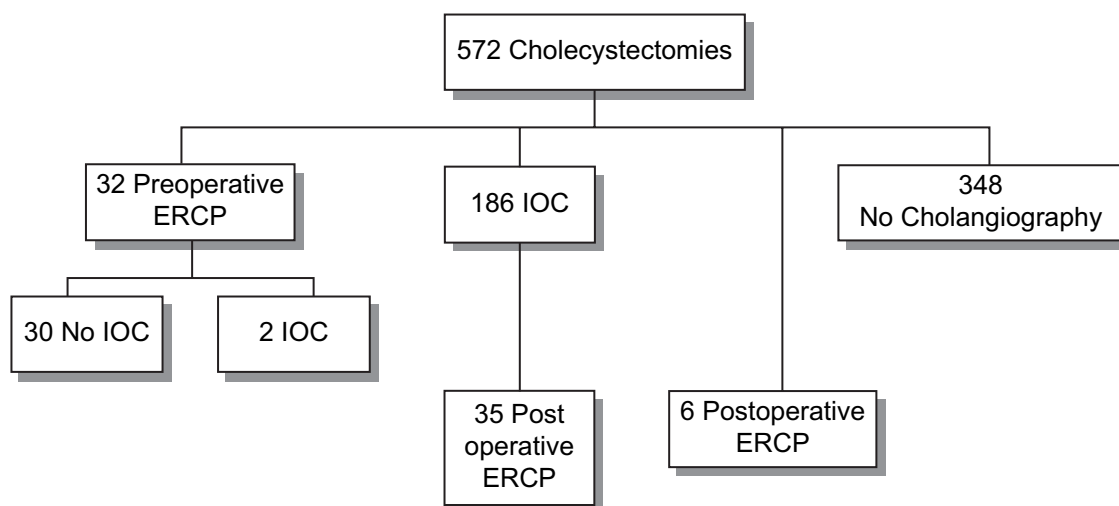 572 Cholecystectomies
32 Preoperative
ERCP
186 IOC
348
No Cholangiography
30 No IOC
2 IOC
35 Post
operative
ERCP
6 Postoperative
ERCP